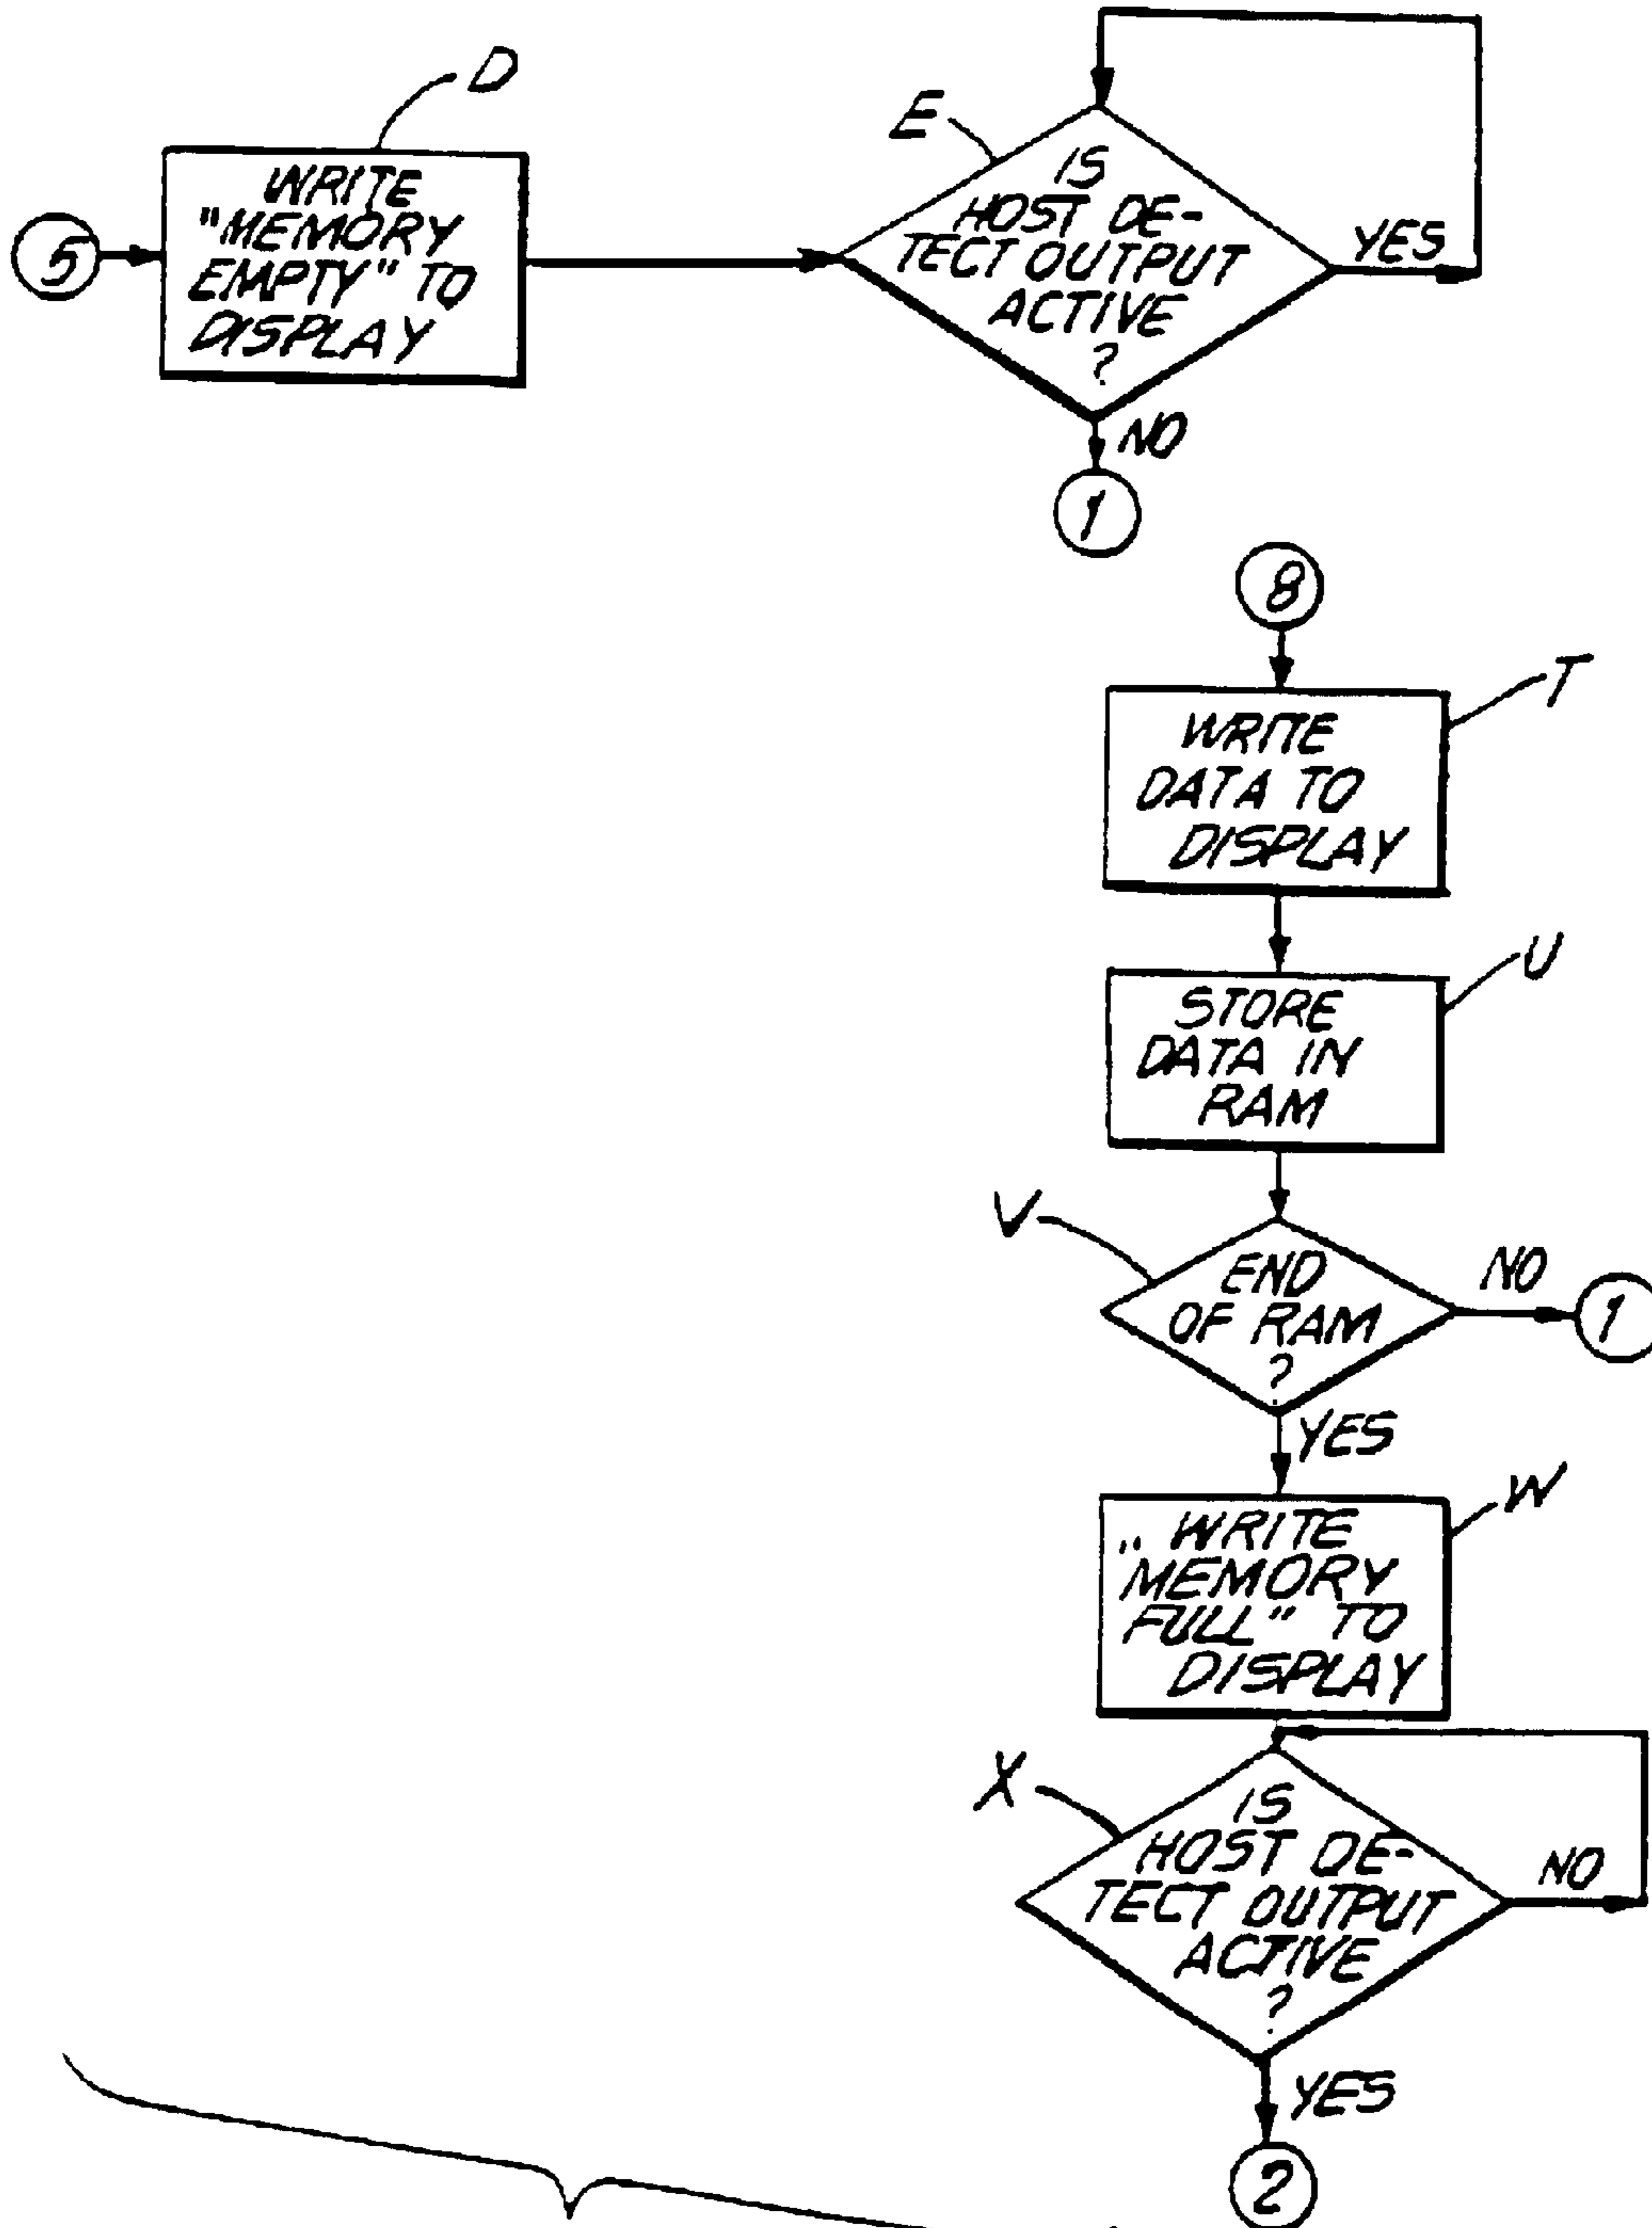 D
5
WRITE
"MEMORY
EMPTY" TO
DISPLAY
E
IS
HOST DE-
TECT OUTPUT
ACTIVE
?
YES
NO
1
8
T
WRITE
DATA TO
DISPLAY
U
STORE
DATA IN
RAM
V
END
OF RAM
?
NO
1
YES
W
WRITE
"MEMORY
FULL" TO
DISPLAY
X
IS
HOST DE-
TECT OUTPUT
ACTIVE
?
NO
YES
2